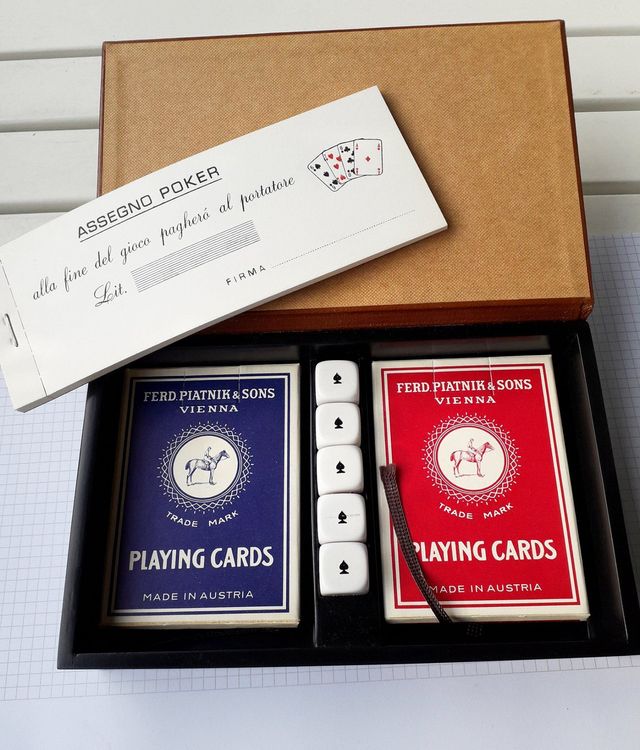 ASSEGNO POKER
alla fine del gioco pagheró al portatore
Lit.
FIRMA
FERD. PIATNIK & SONS
VIENNA
TRADE MARK
PLAYING CARDS
MADE IN AUSTRIA
FERD. PIATNIK & SONS
VIENNA
TRADE MARK
PLAYING CARDS
MADE IN AUSTRIA